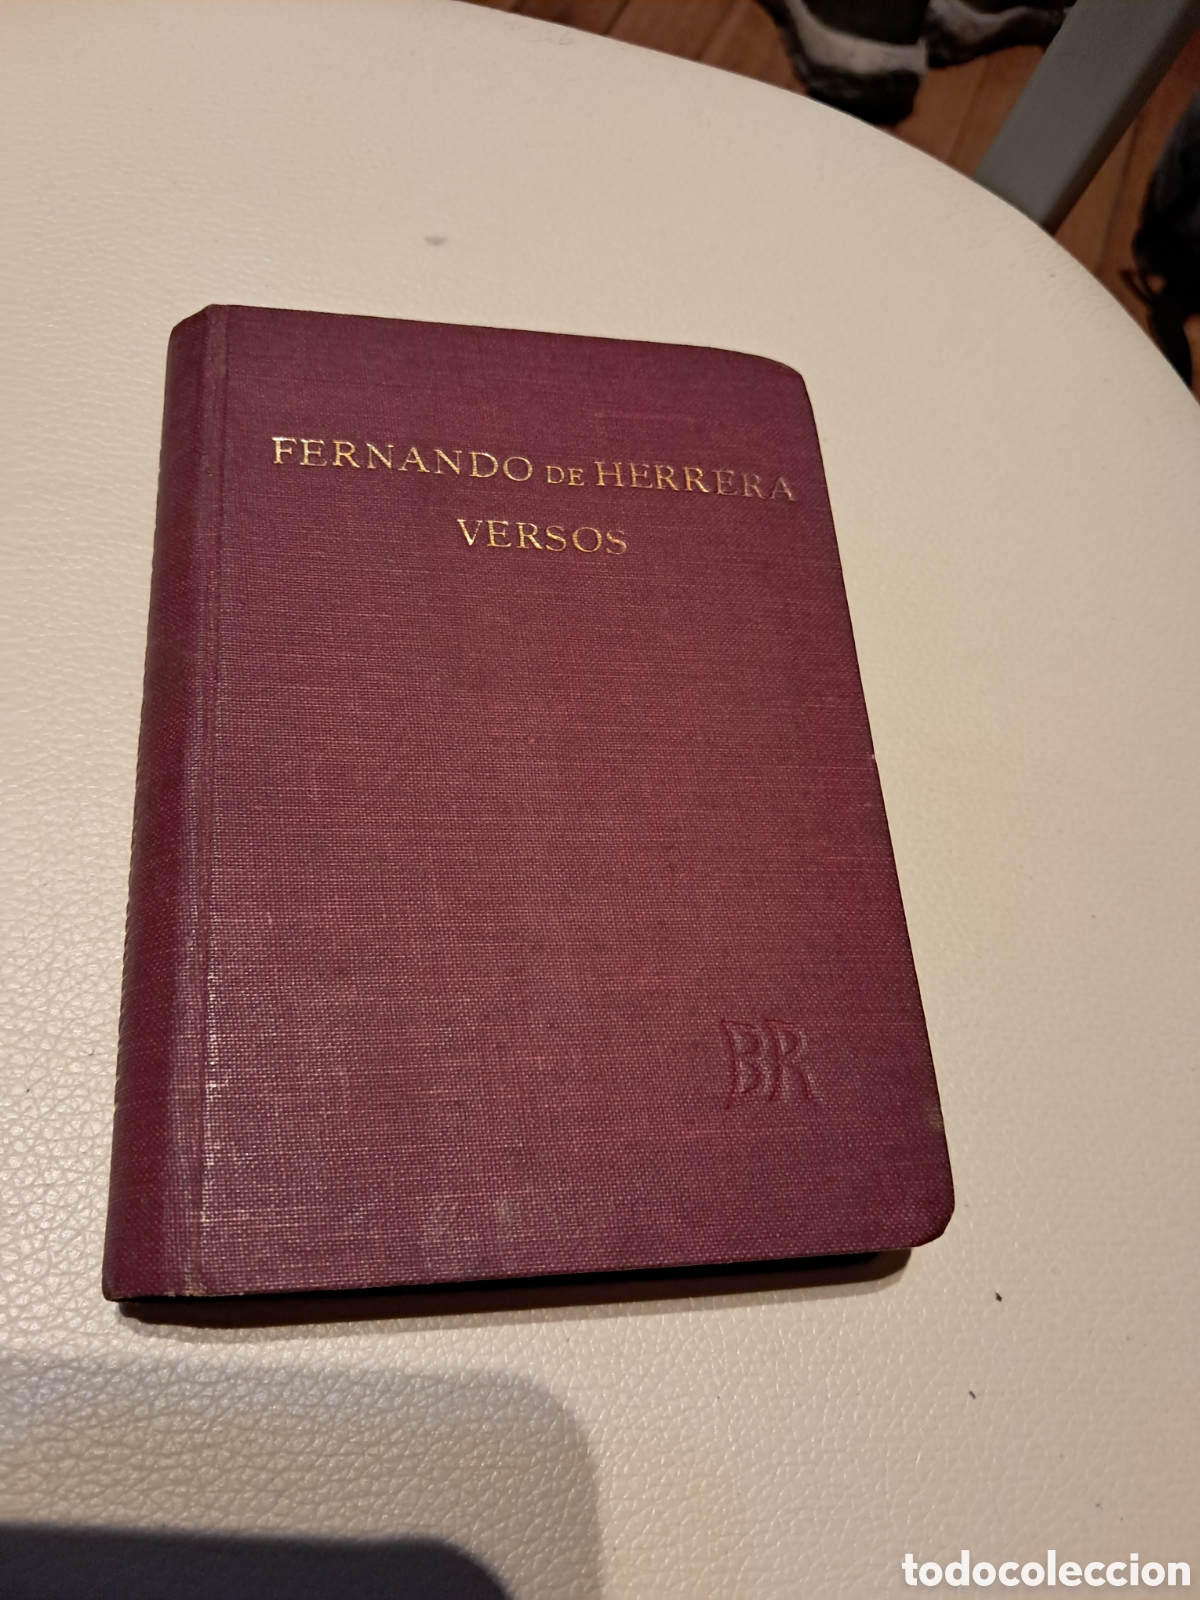 FERNANDO DE HERRERA
VERSOS
BR
todocoleccion